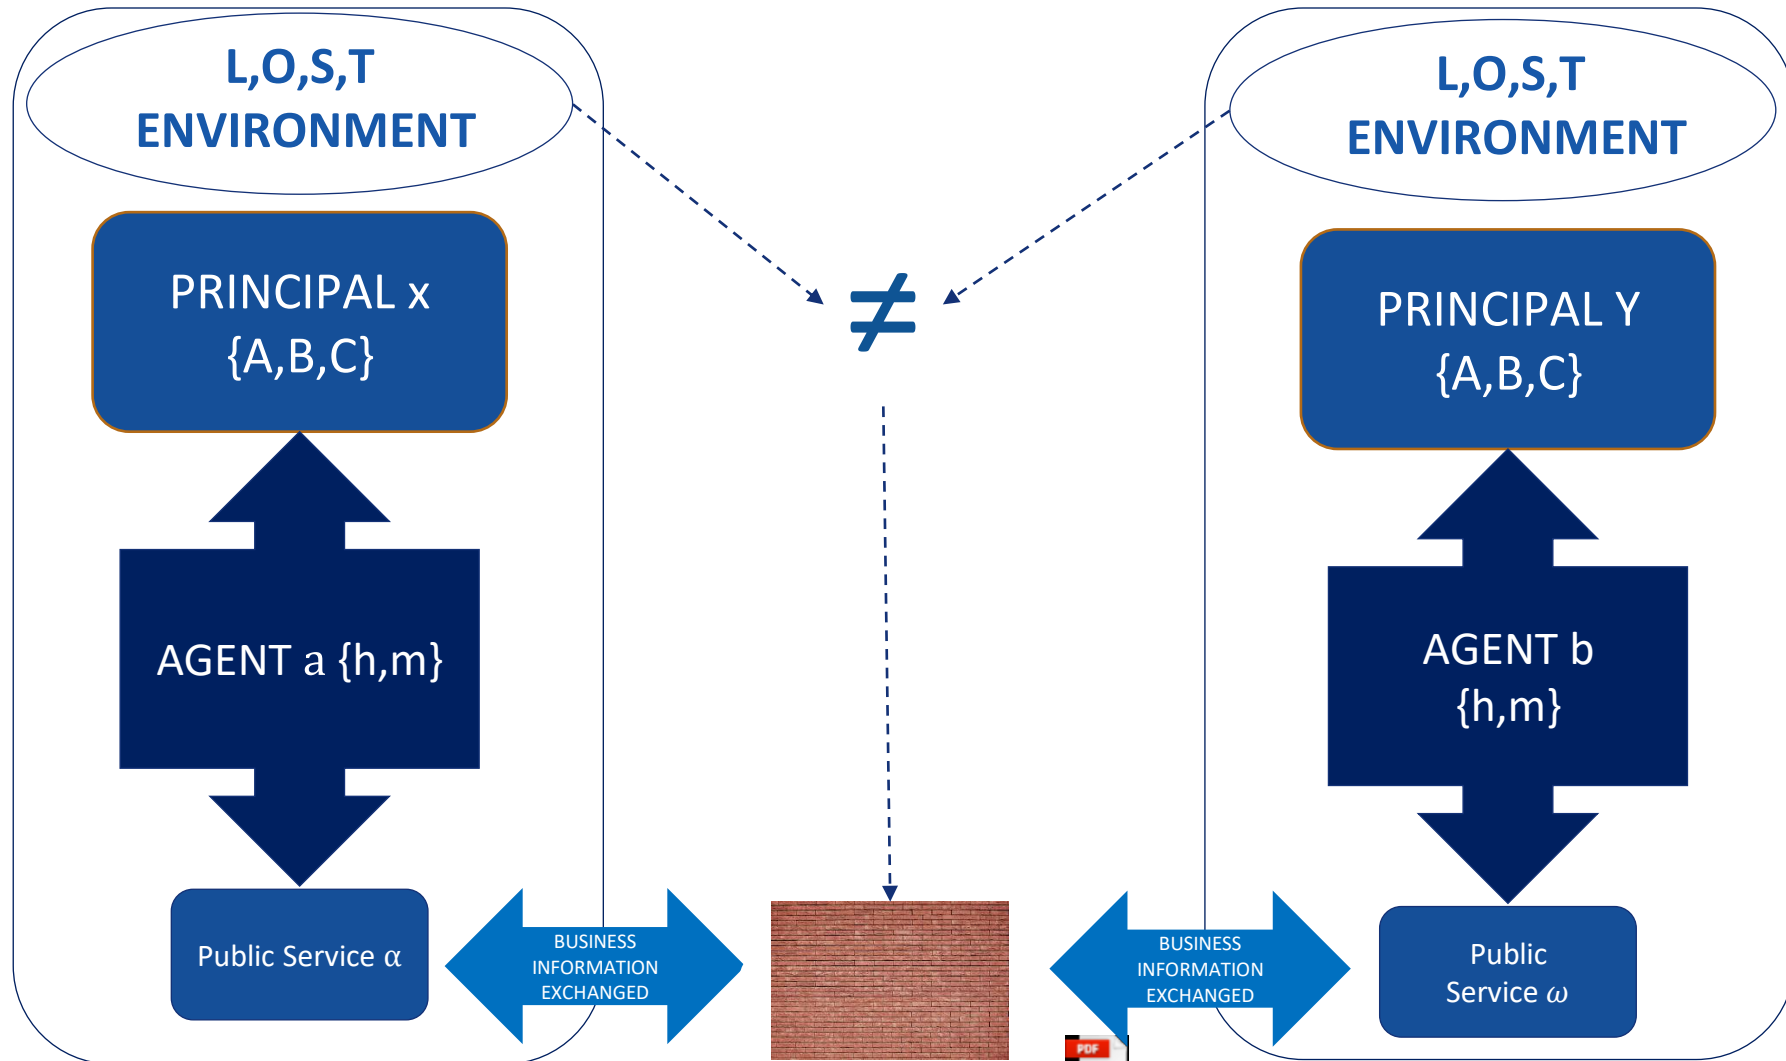 L,O,S,T
ENVIRONMENT
PRINCIPAL x
{A,B,C}
AGENT a {h,m}
Public Service α
BUSINESS
INFORMATION
EXCHANGED
≠
L,O,S,T
ENVIRONMENT
PRINCIPAL Y
{A,B,C}
AGENT b
{h,m}
BUSINESS
INFORMATION
EXCHANGED
Public
Service ω
PDF